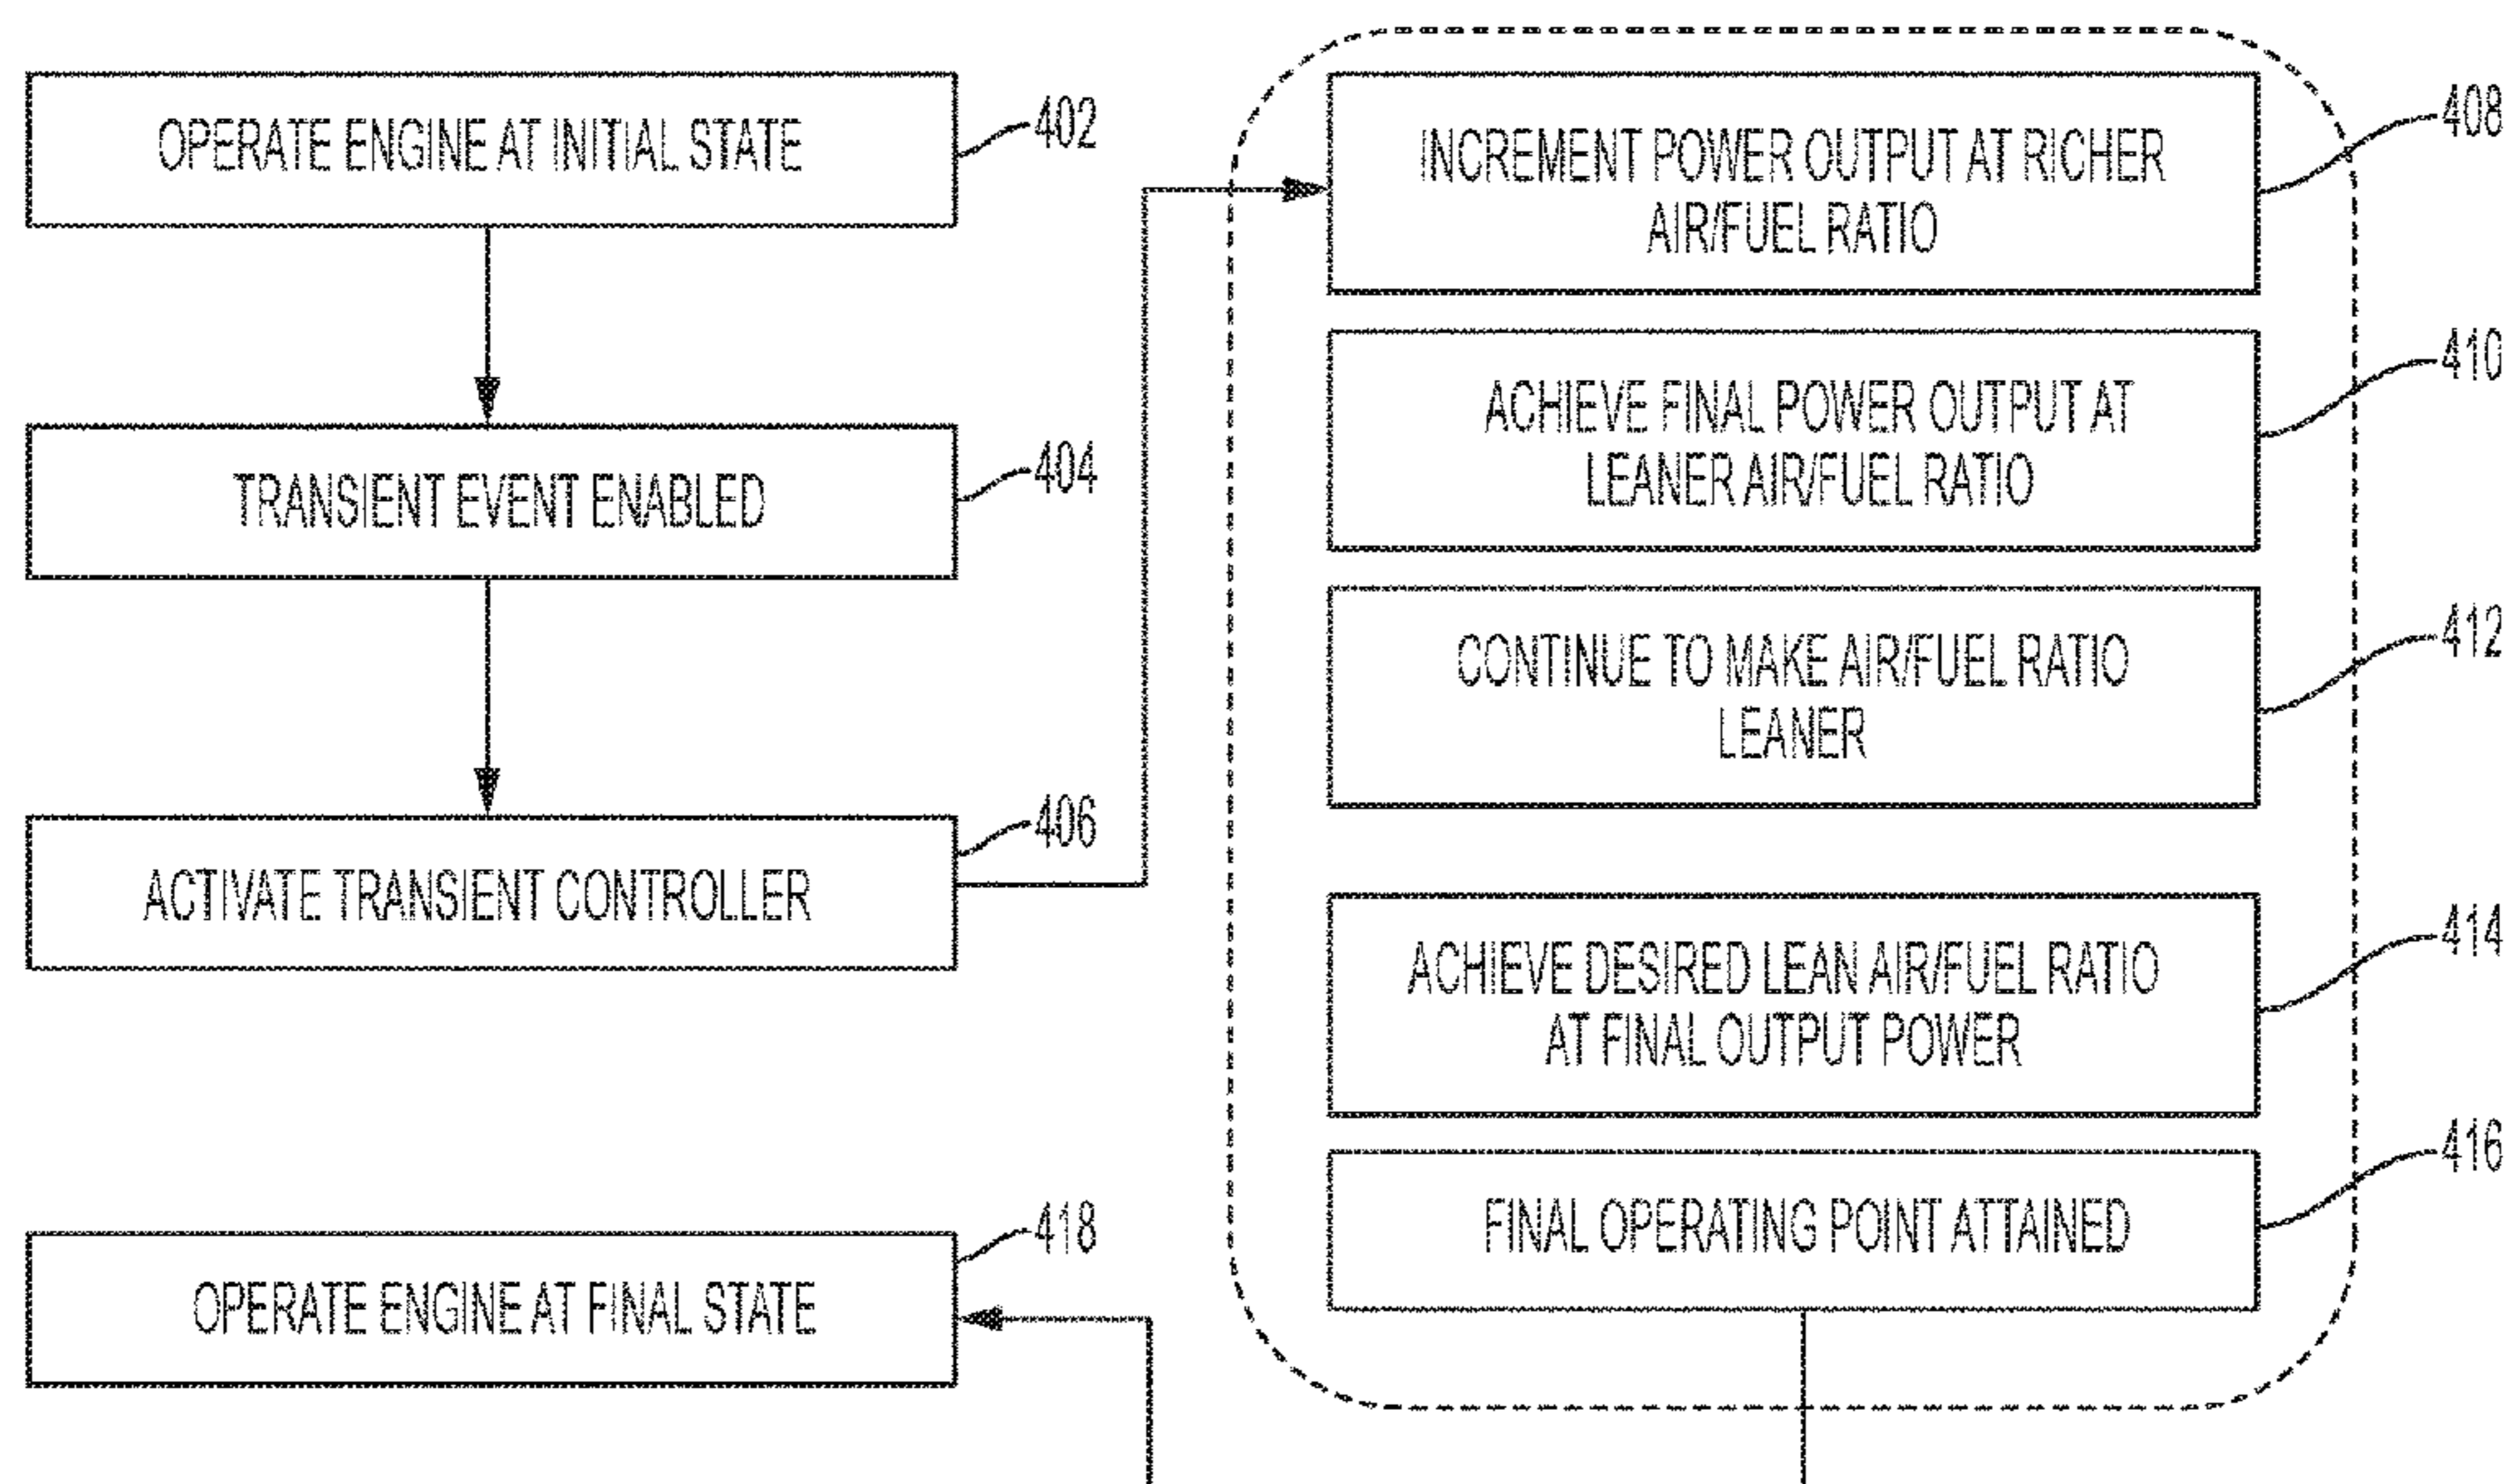 OPERATE ENGINE AT INITIAL STATE
402
TRANSIENT EVENT ENABLED
404
ACTIVATE TRANSIENT CONTROLLER
406
INCREMENT POWER OUTPUT AT RICHER
AIR/FUEL RATIO
408
ACHIEVE FINAL POWER OUTPUT AT
LEANER AIR/FUEL RATIO
410
CONTINUE TO MAKE AIR/FUEL RATIO
LEANER
412
ACHIEVE DESIRED LEAN AIR/FUEL RATIO
AT FINAL OUTPUT POWER
414
FINAL OPERATING POINT ATTAINED
416
OPERATE ENGINE AT FINAL STATE
418